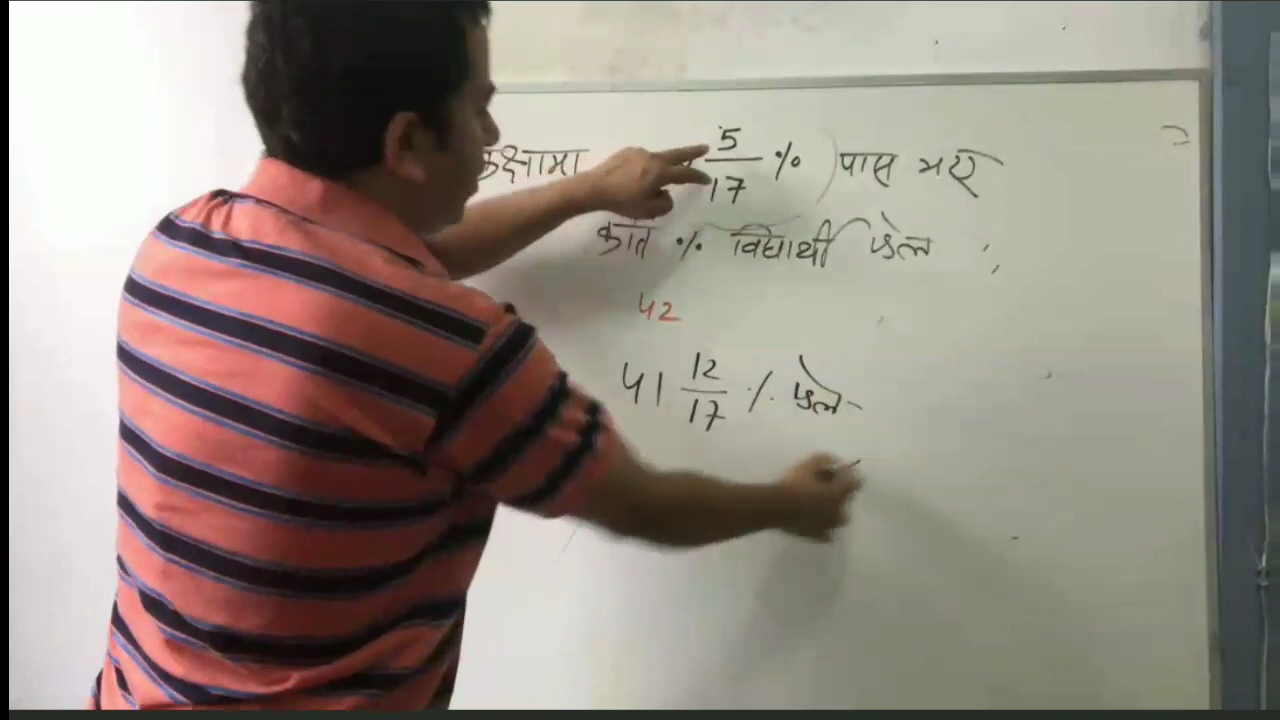 कक्षामा 5/17 % ) पास भए
कति % विद्यार्थी फेल ,
42
41 12/17 % फेल